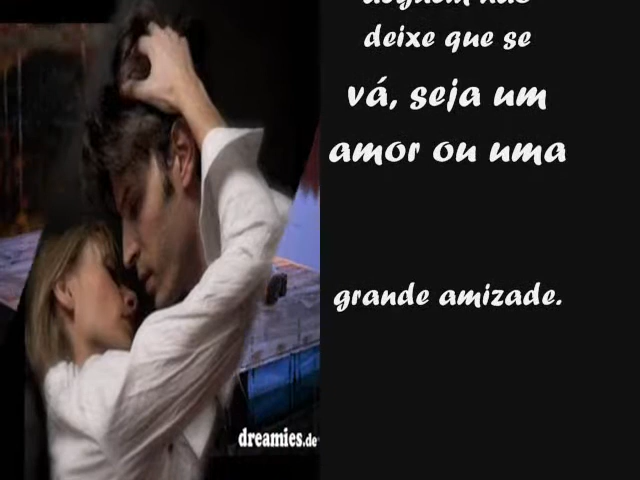 deixe que se
vá, seja um
amor ou uma
grande amizade.
dreamies.de